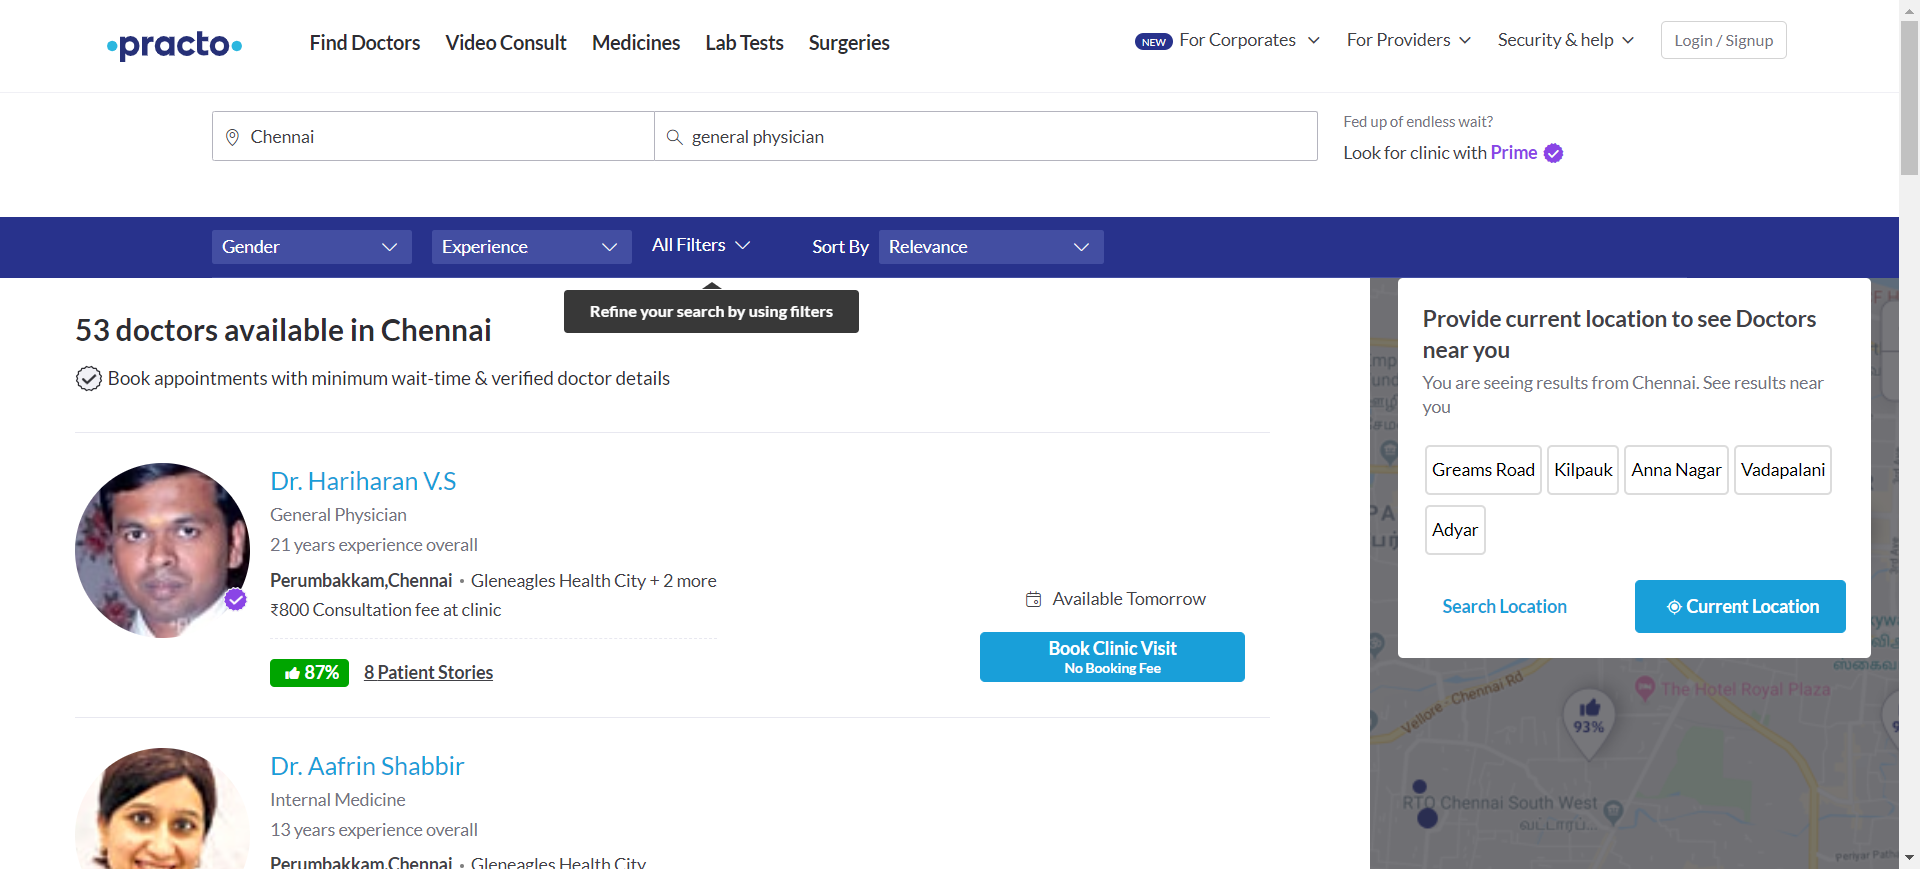 practo
Find Doctors
Video Consult
Medicines
Lab Tests
Surgeries
NEW For Corporates
For Providers
Security & help
Login / Signup
Chennai
general physician
Fed up of endless wait?
Look for clinic with Prime
Gender
Experience
All Filters
Sort By
Relevance
Refine your search by using filters
53 doctors available in Chennai
Book appointments with minimum wait-time & verified doctor details
Dr. Hariharan V.S
General Physician
21 years experience overall
Perumbakkam,Chennai • Gleneagles Health City + 2 more
₹800 Consultation fee at clinic
87% 8 Patient Stories
Available Tomorrow
Book Clinic Visit
No Booking Fee
Dr. Aafrin Shabbir
Internal Medicine
13 years experience overall
Perumbakkam,Chennai • Gleneagles Health City
Provide current location to see Doctors
near you
You are seeing results from Chennai. See results near
you
Greams Road
Kilpauk
Anna Nagar
Vadapalani
Adyar
Search Location
Current Location
Vellore - Chennai Rd
The Hotel Royal Plaza
93%
RTO Chennai South West
வட்டாரப்...